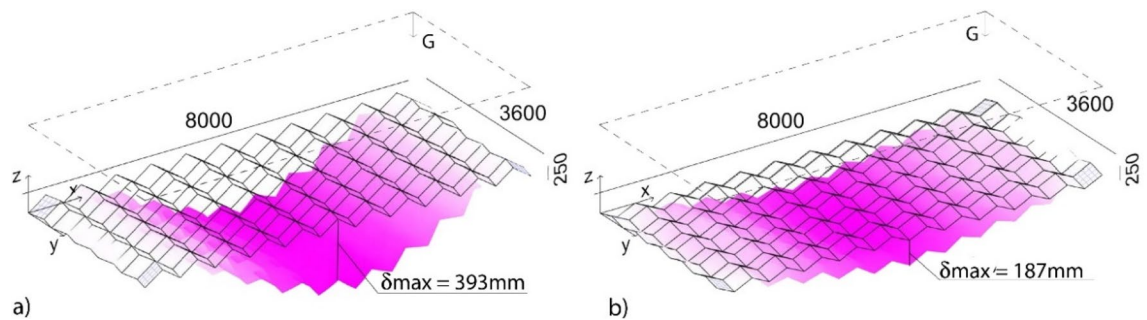 G
8000
3600
250
z
x
y
δmax = 393mm
a)
G
8000
3600
250
z
x
y
δmax = 187mm
b)